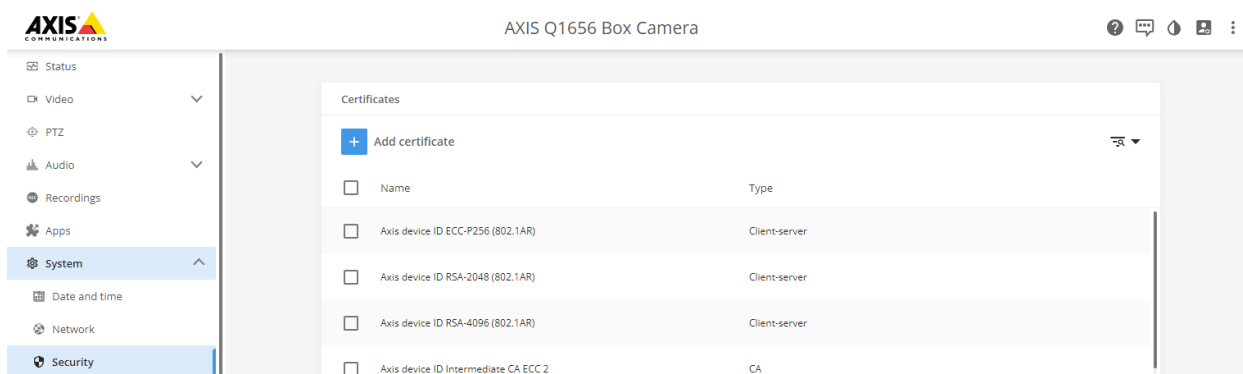 AXIS
COMMUNICATIONS
AXIS Q1656 Box Camera
Status
Video
PTZ
Audio
Recordings
Apps
System
Date and time
Network
Security
Certificates
Add certificate
Name Type
Axis device ID ECC-P256 (802.1AR) Client-server
Axis device ID RSA-2048 (802.1AR) Client-server
Axis device ID RSA-4096 (802.1AR) Client-server
Axis device ID Intermediate CA ECC 2 CA